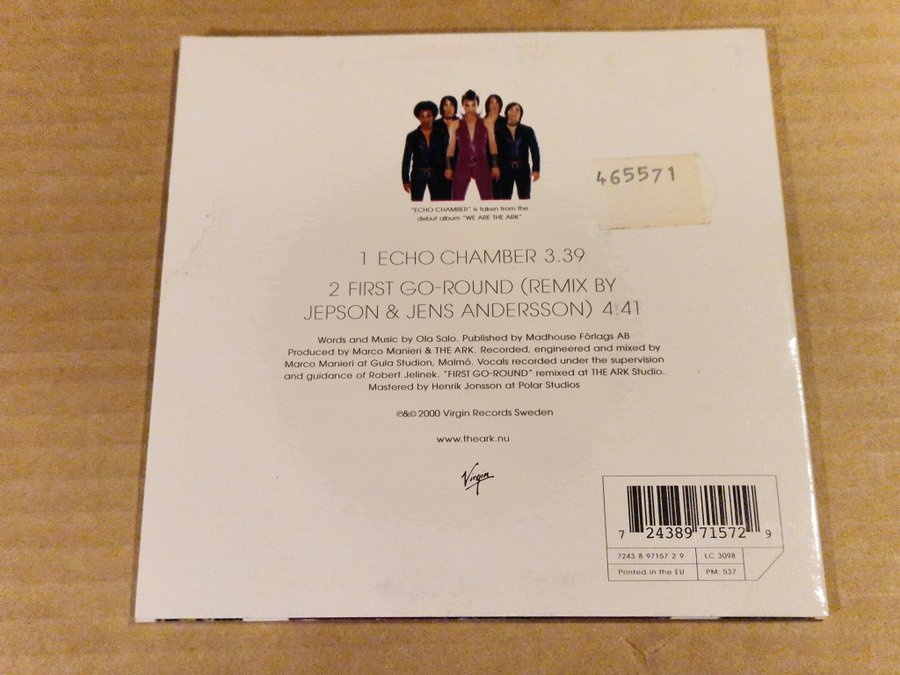 465571
"ECHO CHAMBER" is taken from the
debut album "WE ARE THE ARK"
1 ECHO CHAMBER 3.39
2 FIRST GO-ROUND (REMIX BY
JEPSON & JENS ANDERSSON) 4.41
Words and Music by Ola Salo. Published by Madhouse Förlags AB
Produced by Marco Manieri & THE ARK. Recorded, engineered and mixed by
Marco Manieri at Gula Studion, Malmö. Vocals recorded under the supervision
and guidance of Robert Jelinek. "FIRST GO-ROUND" remixed at THE ARK Studio.
Mastered by Henrik Jonsson at Polar Studios
℗&© 2000 Virgin Records Sweden
www.theark.nu
Virgin
7 24389 71572 9
7243 8 97157 2 9 LC 3098
Printed in the EU PM: 537